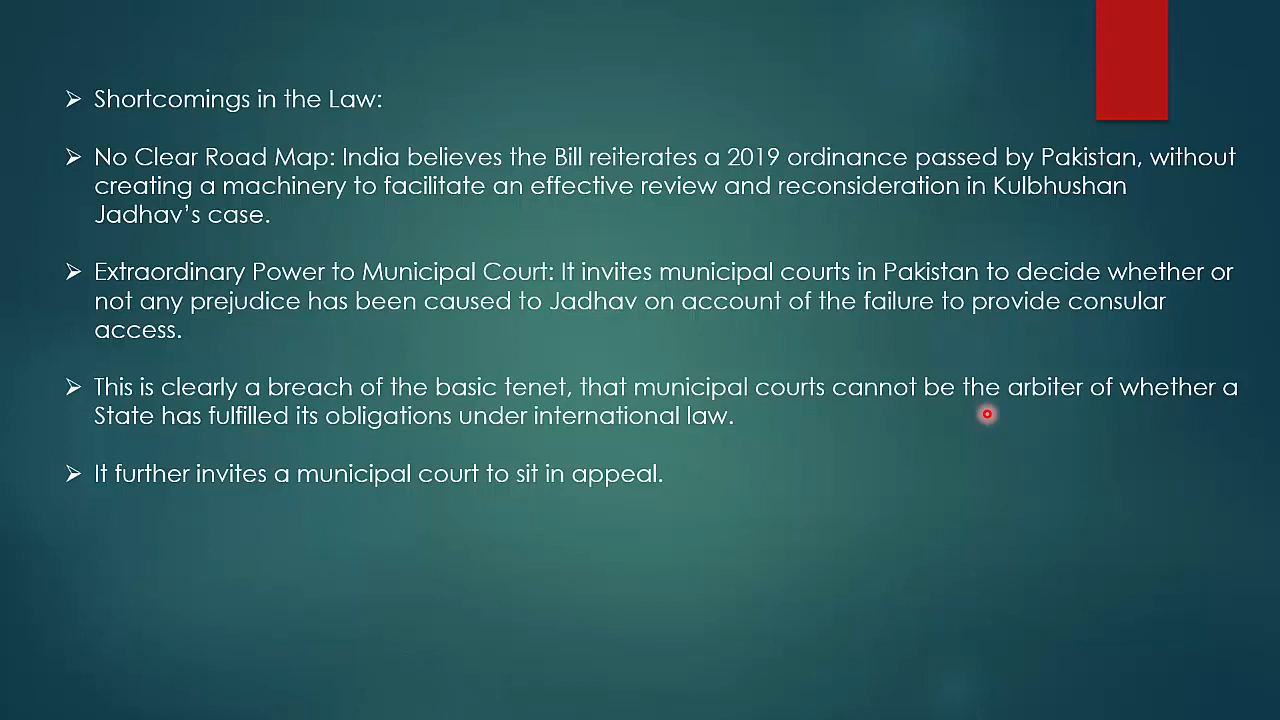 ➢ Shortcomings in the Law:
➢ No Clear Road Map: India believes the Bill reiterates a 2019 ordinance passed by Pakistan, without
creating a machinery to facilitate an effective review and reconsideration in Kulbhushan
Jadhav’s case.
➢ Extraordinary Power to Municipal Court: It invites municipal courts in Pakistan to decide whether or
not any prejudice has been caused to Jadhav on account of the failure to provide consular
access.
➢ This is clearly a breach of the basic tenet, that municipal courts cannot be the arbiter of whether a
State has fulfilled its obligations under international law.
➢ It further invites a municipal court to sit in appeal.